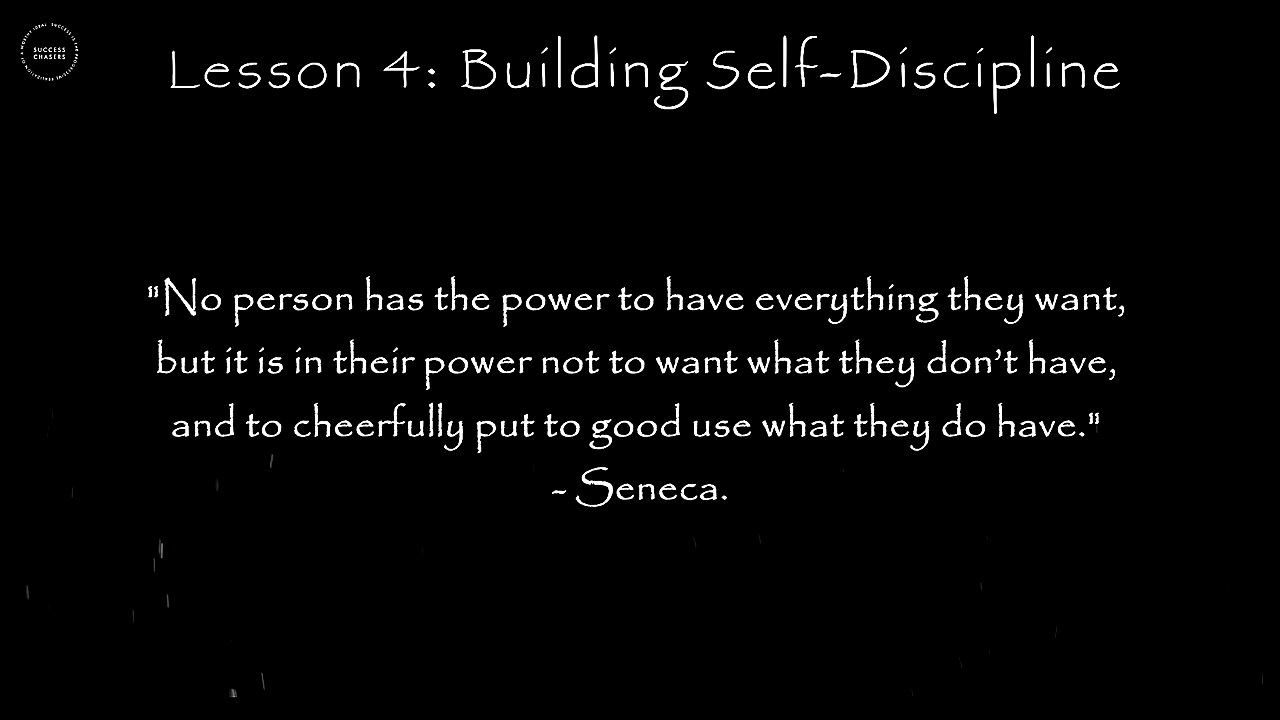 SUCCESS
CHASERS
Lesson 4: Building Self-Discipline
"No person has the power to have everything they want,
but it is in their power not to want what they don’t have,
and to cheerfully put to good use what they do have."
- Seneca.